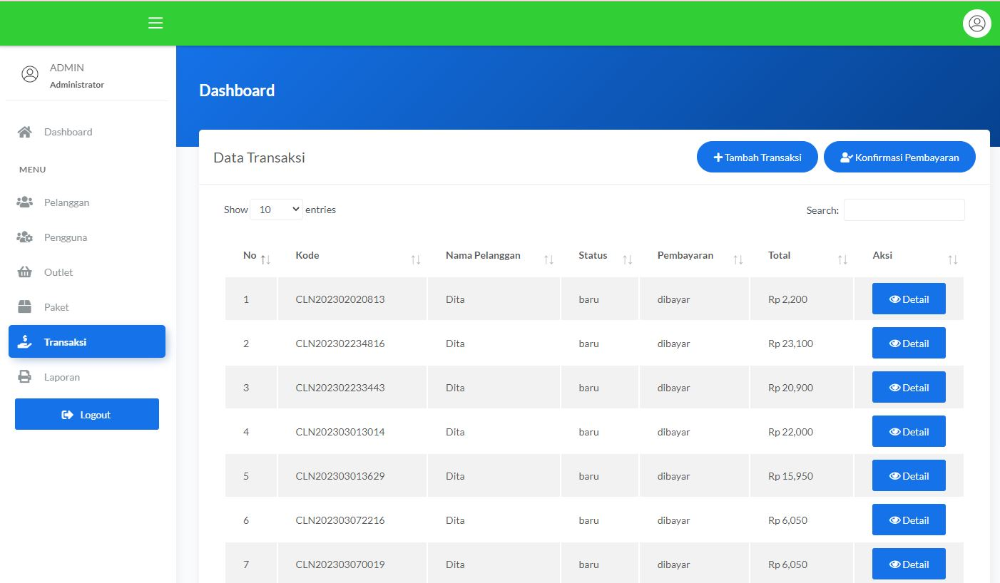 ADMIN
Administrator
Dashboard
MENU
Pelanggan
Pengguna
Outlet
Paket
Transaksi
Laporan
Logout
Dashboard
Data Transaksi
Tambah Transaksi
Konfirmasi Pembayaran
Show 10 entries
Search:
No Kode Nama Pelanggan Status Pembayaran Total Aksi
1 CLN202302020813 Dita baru dibayar Rp 2,200 Detail
2 CLN202302234816 Dita baru dibayar Rp 23,100 Detail
3 CLN202302233443 Dita baru dibayar Rp 20,900 Detail
4 CLN202303013014 Dita baru dibayar Rp 22,000 Detail
5 CLN202303013629 Dita baru dibayar Rp 15,950 Detail
6 CLN202303072216 Dita baru dibayar Rp 6,050 Detail
7 CLN202303070019 Dita baru dibayar Rp 6,050 Detail